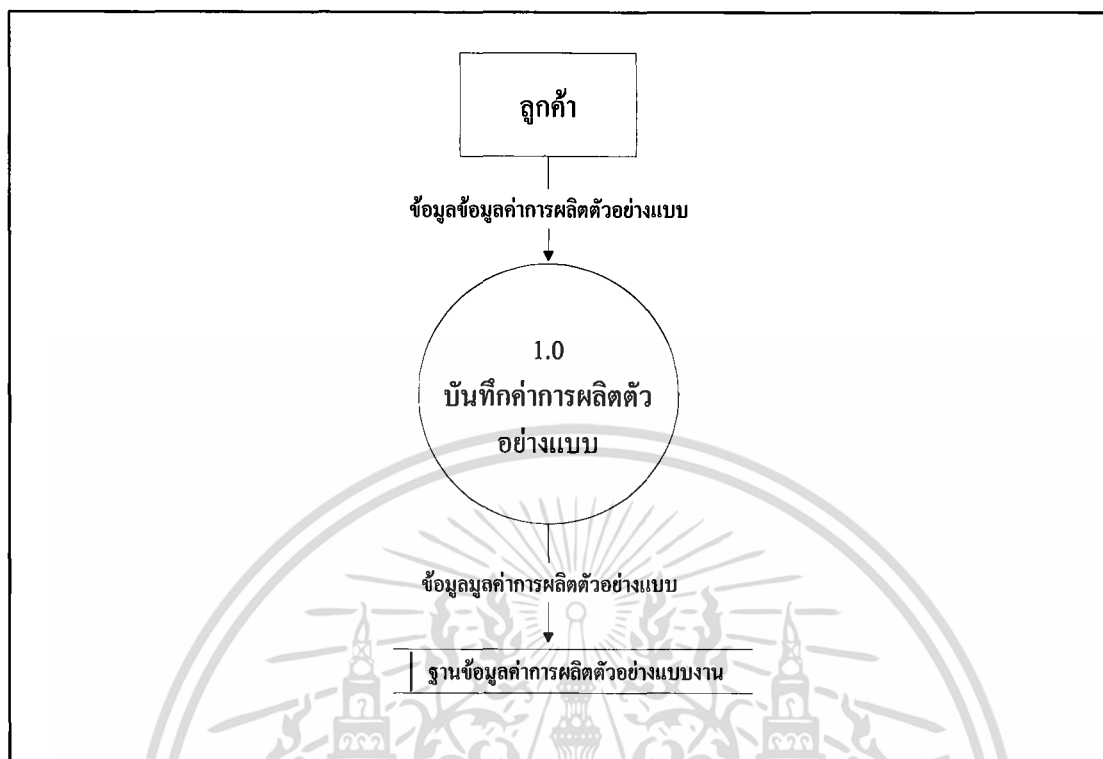 ลูกค้า
ข้อมูลข้อมูลค่าการผลิตตัวอย่างแบบ
1.0
บันทึกค่าการผลิตตัว
อย่างแบบ
ข้อมูลมูลค่าการผลิตตัวอย่างแบบ
ฐานข้อมูลค่าการผลิตตัวอย่างแบบงาน